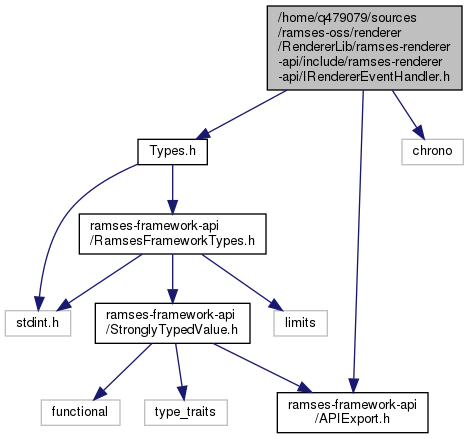 /home/q479079/sources
/ramses-oss/renderer
/RendererLib/ramses-renderer
-api/include/ramses-renderer
-api/IRendererEventHandler.h
Types.h
chrono
ramses-framework-api
/RamsesFrameworkTypes.h
stdint.h
ramses-framework-api
/StronglyTypedValue.h
limits
functional
type_traits
ramses-framework-api
/APIExport.h